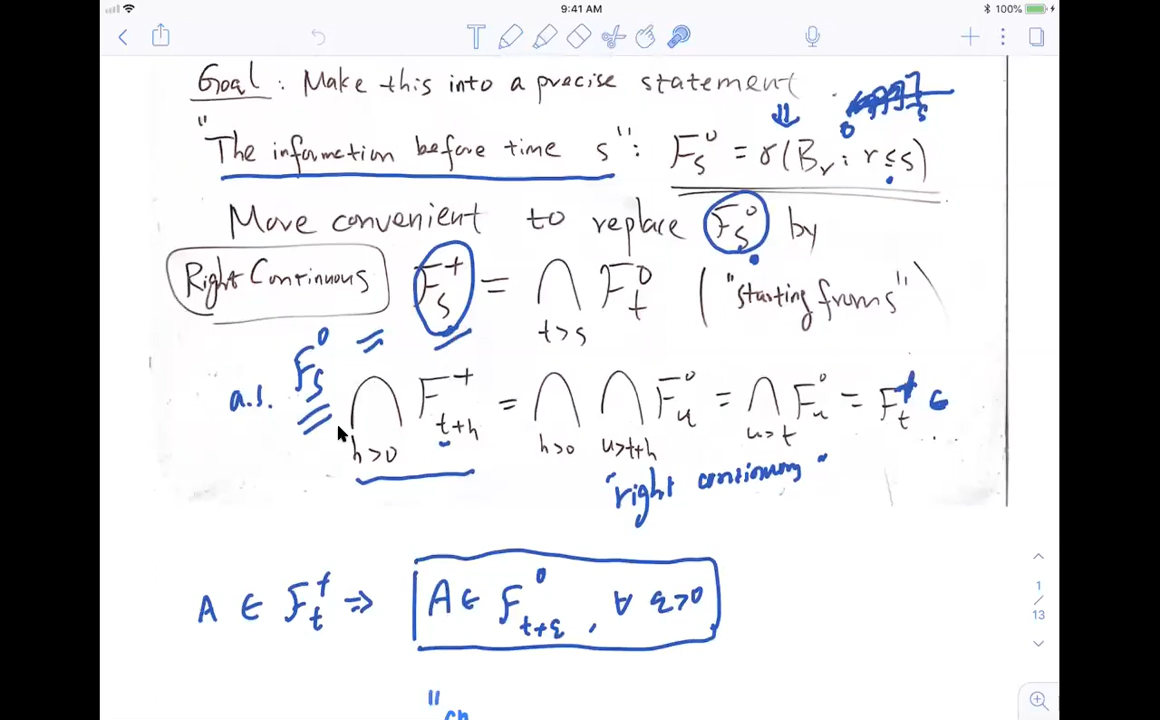 9:41 AM
100%
Goal : Make this into a precise statement
"The information before time s": F_s^0 = σ(B_r : r ≤ s)
0 s
More convenient to replace F_s^0 by
Right Continuous F_s^+ = ∩_{t>s} F_t^0 ("starting from s")
a.s. F_s^0 = ∩_{h>0} F_{t+h}^+ = ∩_{h>0} ∩_{u>t+h} F_u^0 = ∩_{u>t} F_u^0 = F_t^+
"right continuous"
A ∈ F_t^+ ⇒ A ∈ F_{t+ε}^0 , ∀ ε>0
1
/
13